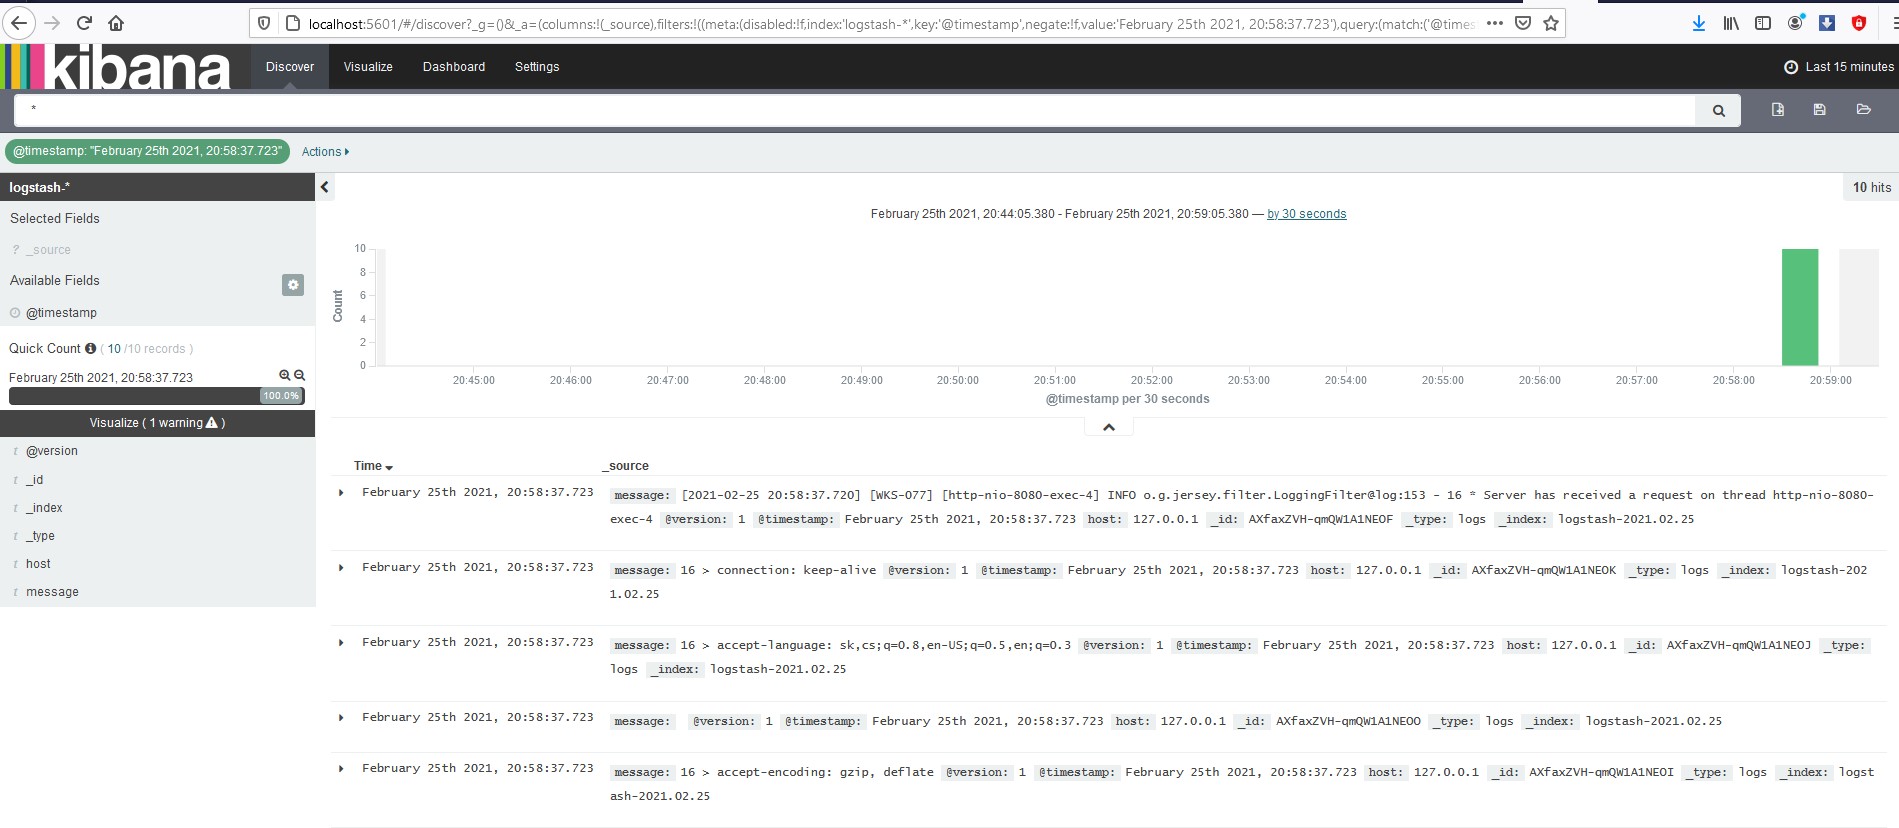 localhost:5601/#/discover?_g=()&_a=(columns:!(_source),filters:!((meta:(disabled:!f,index:'logstash-*',key:'@timestamp',negate:!f,value:'February 25th 2021, 20:58:37.723'),query:(match:('@times
kibana Discover Visualize Dashboard Settings Last 15 minutes
*
@timestamp: "February 25th 2021, 20:58:37.723" Actions
logstash-*
10 hits
Selected Fields
? _source
Available Fields
@timestamp
Quick Count ( 10 /10 records )
February 25th 2021, 20:58:37.723
100.0%
Visualize ( 1 warning )
t @version
t _id
t _index
t _type
t host
t message
February 25th 2021, 20:44:05.380 - February 25th 2021, 20:59:05.380 — by 30 seconds
Count
10
8
6
4
2
0
20:45:00 20:46:00 20:47:00 20:48:00 20:49:00 20:50:00 20:51:00 20:52:00 20:53:00 20:54:00 20:55:00 20:56:00 20:57:00 20:58:00 20:59:00
@timestamp per 30 seconds
Time _source
February 25th 2021, 20:58:37.723 message: [2021-02-25 20:58:37.720] [WKS-077] [http-nio-8080-exec-4] INFO o.g.jersey.filter.LoggingFilter@log:153 - 16 * Server has received a request on thread http-nio-8080-
exec-4 @version: 1 @timestamp: February 25th 2021, 20:58:37.723 host: 127.0.0.1 _id: AXfaxZVH-qmQW1A1NEOF _type: logs _index: logstash-2021.02.25
February 25th 2021, 20:58:37.723 message: 16 > connection: keep-alive @version: 1 @timestamp: February 25th 2021, 20:58:37.723 host: 127.0.0.1 _id: AXfaxZVH-qmQW1A1NEOK _type: logs _index: logstash-202
1.02.25
February 25th 2021, 20:58:37.723 message: 16 > accept-language: sk,cs;q=0.8,en-US;q=0.5,en;q=0.3 @version: 1 @timestamp: February 25th 2021, 20:58:37.723 host: 127.0.0.1 _id: AXfaxZVH-qmQW1A1NEOJ _type:
logs _index: logstash-2021.02.25
February 25th 2021, 20:58:37.723 message: @version: 1 @timestamp: February 25th 2021, 20:58:37.723 host: 127.0.0.1 _id: AXfaxZVH-qmQW1A1NEOO _type: logs _index: logstash-2021.02.25
February 25th 2021, 20:58:37.723 message: 16 > accept-encoding: gzip, deflate @version: 1 @timestamp: February 25th 2021, 20:58:37.723 host: 127.0.0.1 _id: AXfaxZVH-qmQW1A1NEOI _type: logs _index: logst
ash-2021.02.25